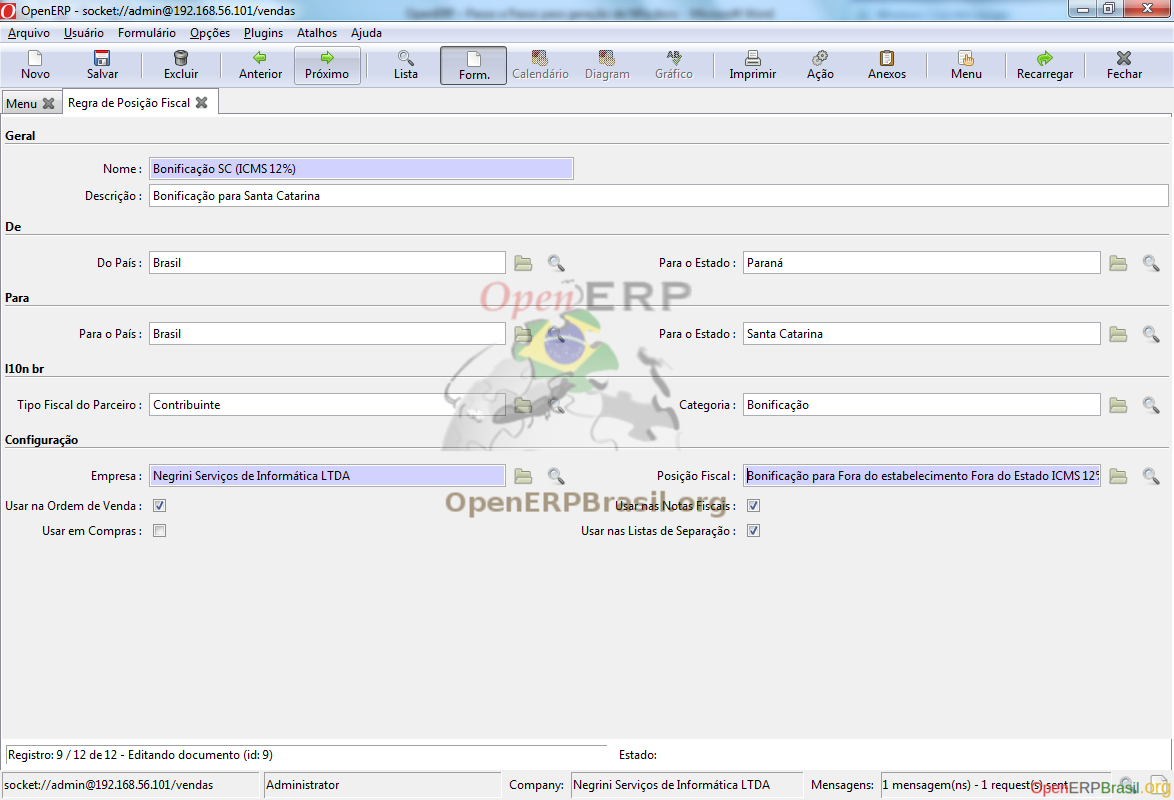 OpenERP - socket://admin@192.168.56.101/vendas
Arquivo Usuário Formulário Opções Plugins Atalhos Ajuda
Novo Salvar Excluir Anterior Próximo Lista Form. Calendário Diagram Gráfico Imprimir Ação Anexos Menu Recarregar Fechar
Menu Regra de Posição Fiscal
Geral
Nome : Bonificação SC (ICMS 12%)
Descrição : Bonificação para Santa Catarina
De
Do País : Brasil Para o Estado : Paraná
OpenERP
Para
Para o País : Brasil Para o Estado : Santa Catarina
l10n br
Tipo Fiscal do Parceiro : Contribuinte Categoria : Bonificação
Configuração
Empresa : Negrini Serviços de Informática LTDA Posição Fiscal : Bonificação para Fora do estabelecimento Fora do Estado ICMS 12%
OpenERPBrasil.org
Usar na Ordem de Venda : Usar nas Notas Fiscais :
Usar em Compras : Usar nas Listas de Separação :
Registro: 9 / 12 de 12 - Editando documento (id: 9) Estado:
socket://admin@192.168.56.101/vendas Administrator Company: Negrini Serviços de Informática LTDA Mensagens: 1 mensagem(ns) - 1 request(s) sent
OpenERPBrasil.org